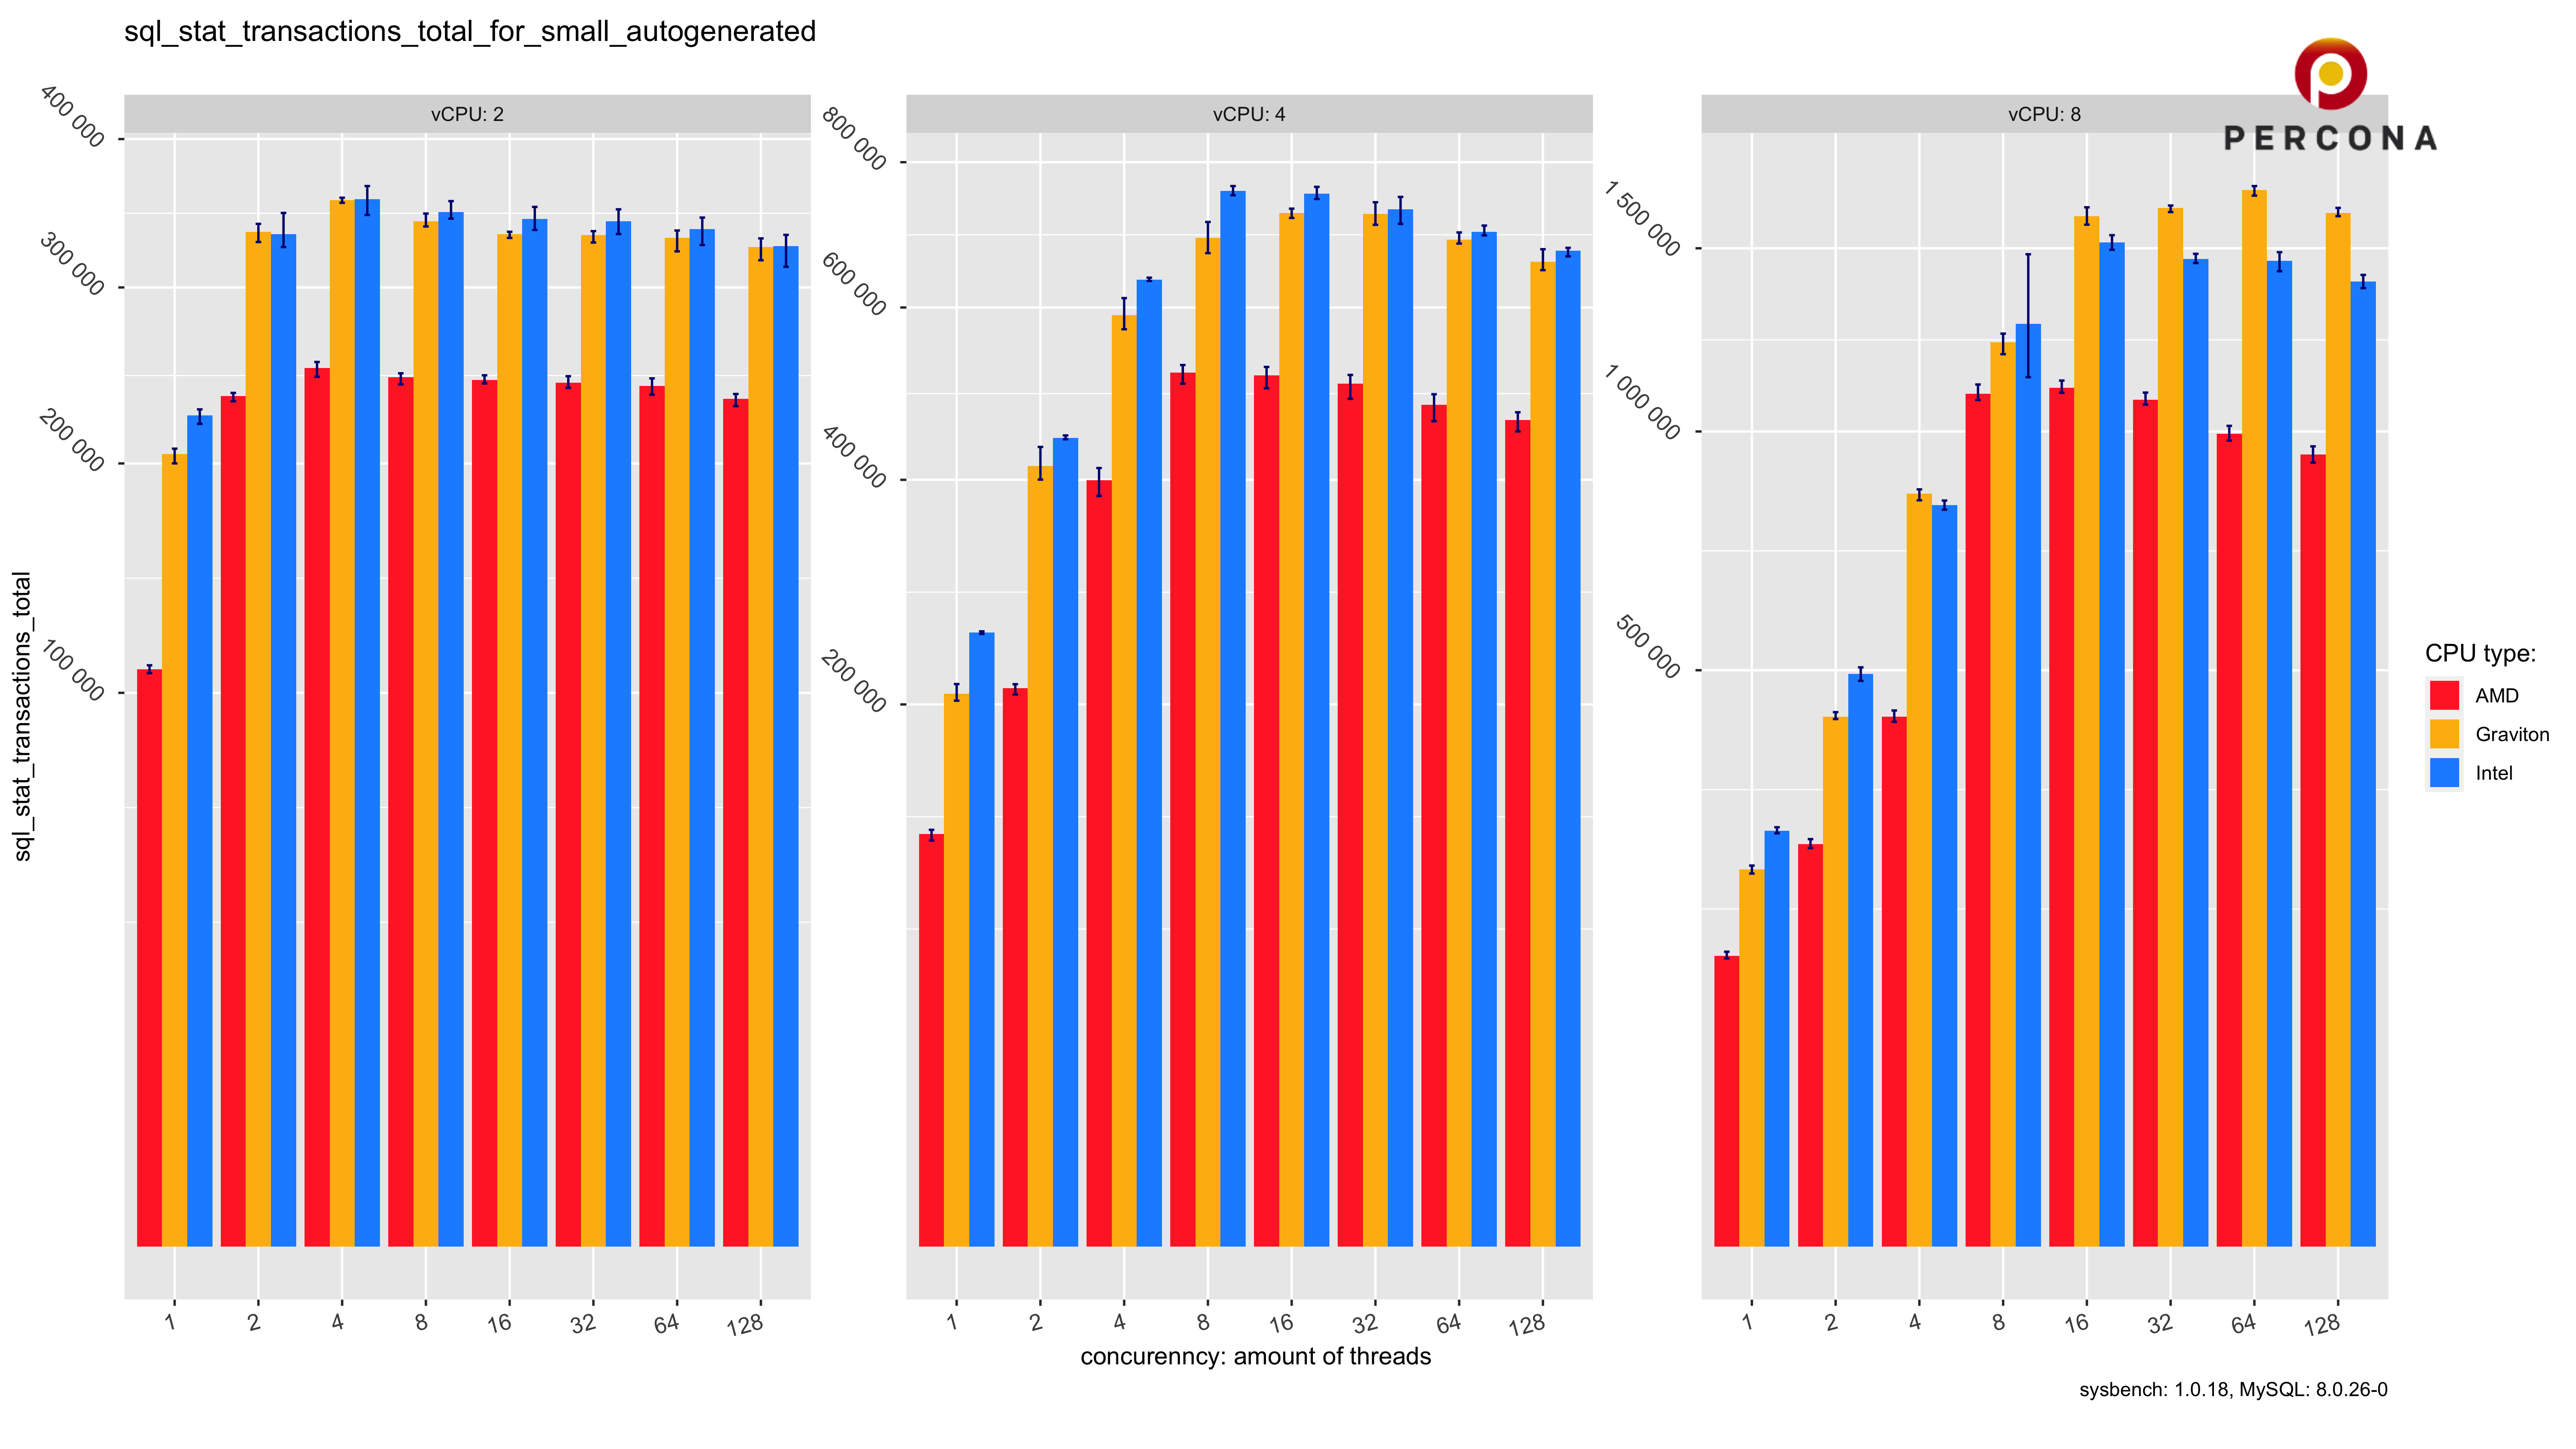 sql_stat_transactions_total_for_small_autogenerated
PERCONA
vCPU: 2
vCPU: 4
vCPU: 8
sql_stat_transactions_total
400 000
300 000
200 000
100 000
800 000
600 000
400 000
200 000
1 500 000
1 000 000
500 000
1 2 4 8 16 32 64 128
1 2 4 8 16 32 64 128
1 2 4 8 16 32 64 128
concurenncy: amount of threads
CPU type:
AMD
Graviton
Intel
sysbench: 1.0.18, MySQL: 8.0.26-0